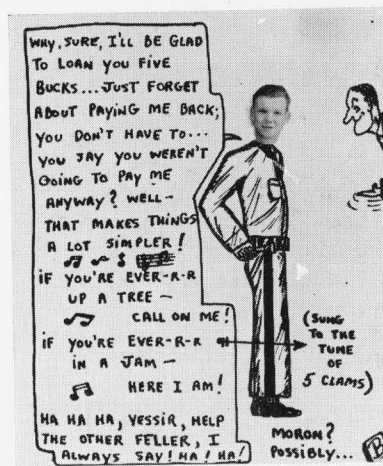 WHY, SURE, I'LL BE GLAD
TO LOAN YOU FIVE
BUCKS...JUST FORGET
ABOUT PAYING ME BACK;
YOU DON'T HAVE TO...
YOU SAY YOU WEREN'T
GOING TO PAY ME
ANYWAY? WELL-
THAT MAKES THINGS
A LOT SIMPLER!
IF YOU'RE EVER-R-R
UP A TREE-
CALL ON ME!
IF YOU'RE EVER-R-R
IN A JAM-
HERE I AM!
HA HA HA, YESSIR, HELP
THE OTHER FELLER, I
ALWAYS SAY! HA! HA!
(SUNG
TO THE
TUNE
OF
5 CLAMS)
MORON?
POSSIBLY...